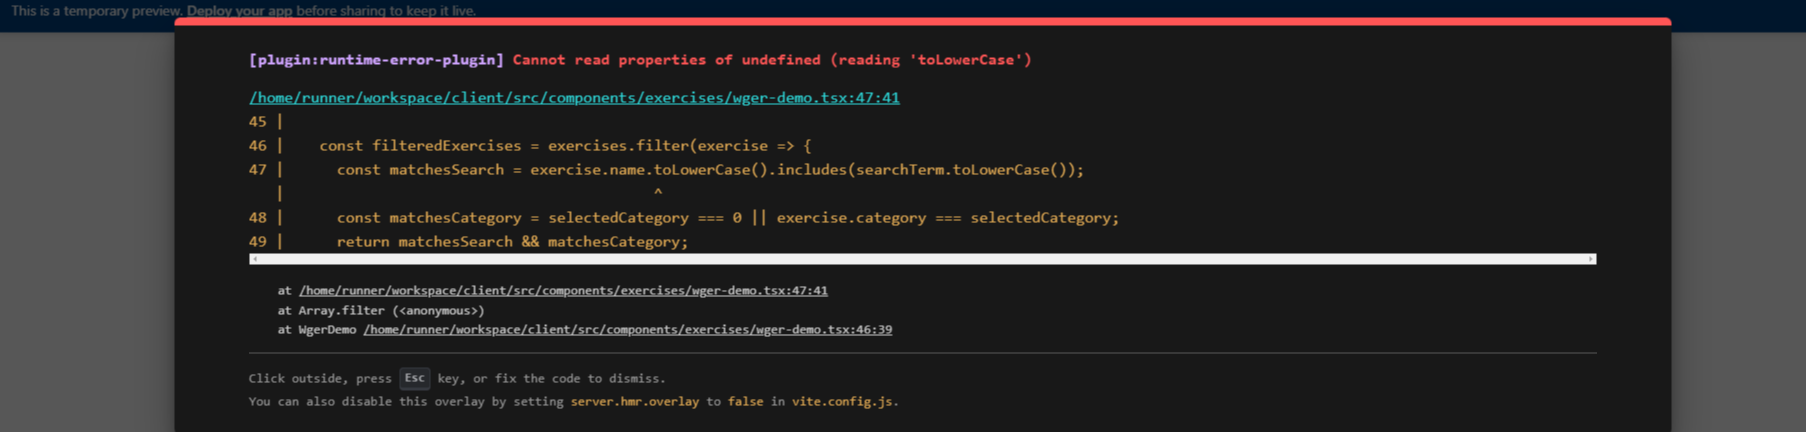 This is a temporary preview. Deploy your app before sharing to keep it live.
[plugin:runtime-error-plugin] Cannot read properties of undefined (reading 'toLowerCase')
/home/runner/workspace/client/src/components/exercises/wger-demo.tsx:47:41
45 |
46 |    const filteredExercises = exercises.filter(exercise => {
47 |      const matchesSearch = exercise.name.toLowerCase().includes(searchTerm.toLowerCase());
   |                                          ^
48 |      const matchesCategory = selectedCategory === 0 || exercise.category === selectedCategory;
49 |      return matchesSearch && matchesCategory;
at /home/runner/workspace/client/src/components/exercises/wger-demo.tsx:47:41
at Array.filter (<anonymous>)
at WgerDemo /home/runner/workspace/client/src/components/exercises/wger-demo.tsx:46:39
Click outside, press Esc key, or fix the code to dismiss.
You can also disable this overlay by setting server.hmr.overlay to false in vite.config.js.